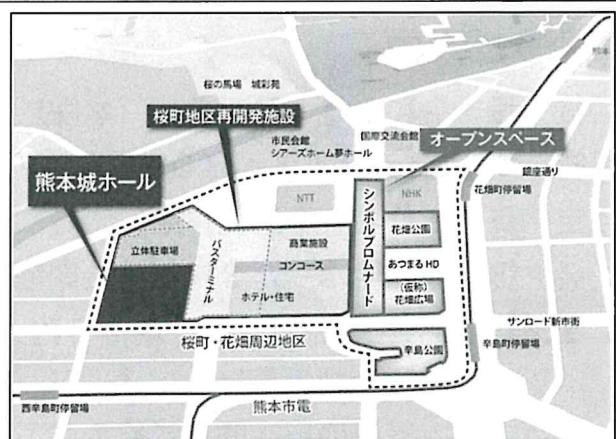 桜の馬場 城彩苑
桜町地区再開発施設
市民会館
シアーズホーム夢ホール
国際交流会館
オープンスペース
熊本城ホール
銀座通り
花畑町停留場
NTT
NHK
シンボルプロムナード
花畑公園
立体駐車場
バスターミナル
商業施設
コンコース
あつまるHD
ホテル・住宅
(仮称)
花畑広場
サンロード新市街
桜町・花畑周辺地区
辛島公園
辛島町停留場
西辛島町停留場
熊本市電